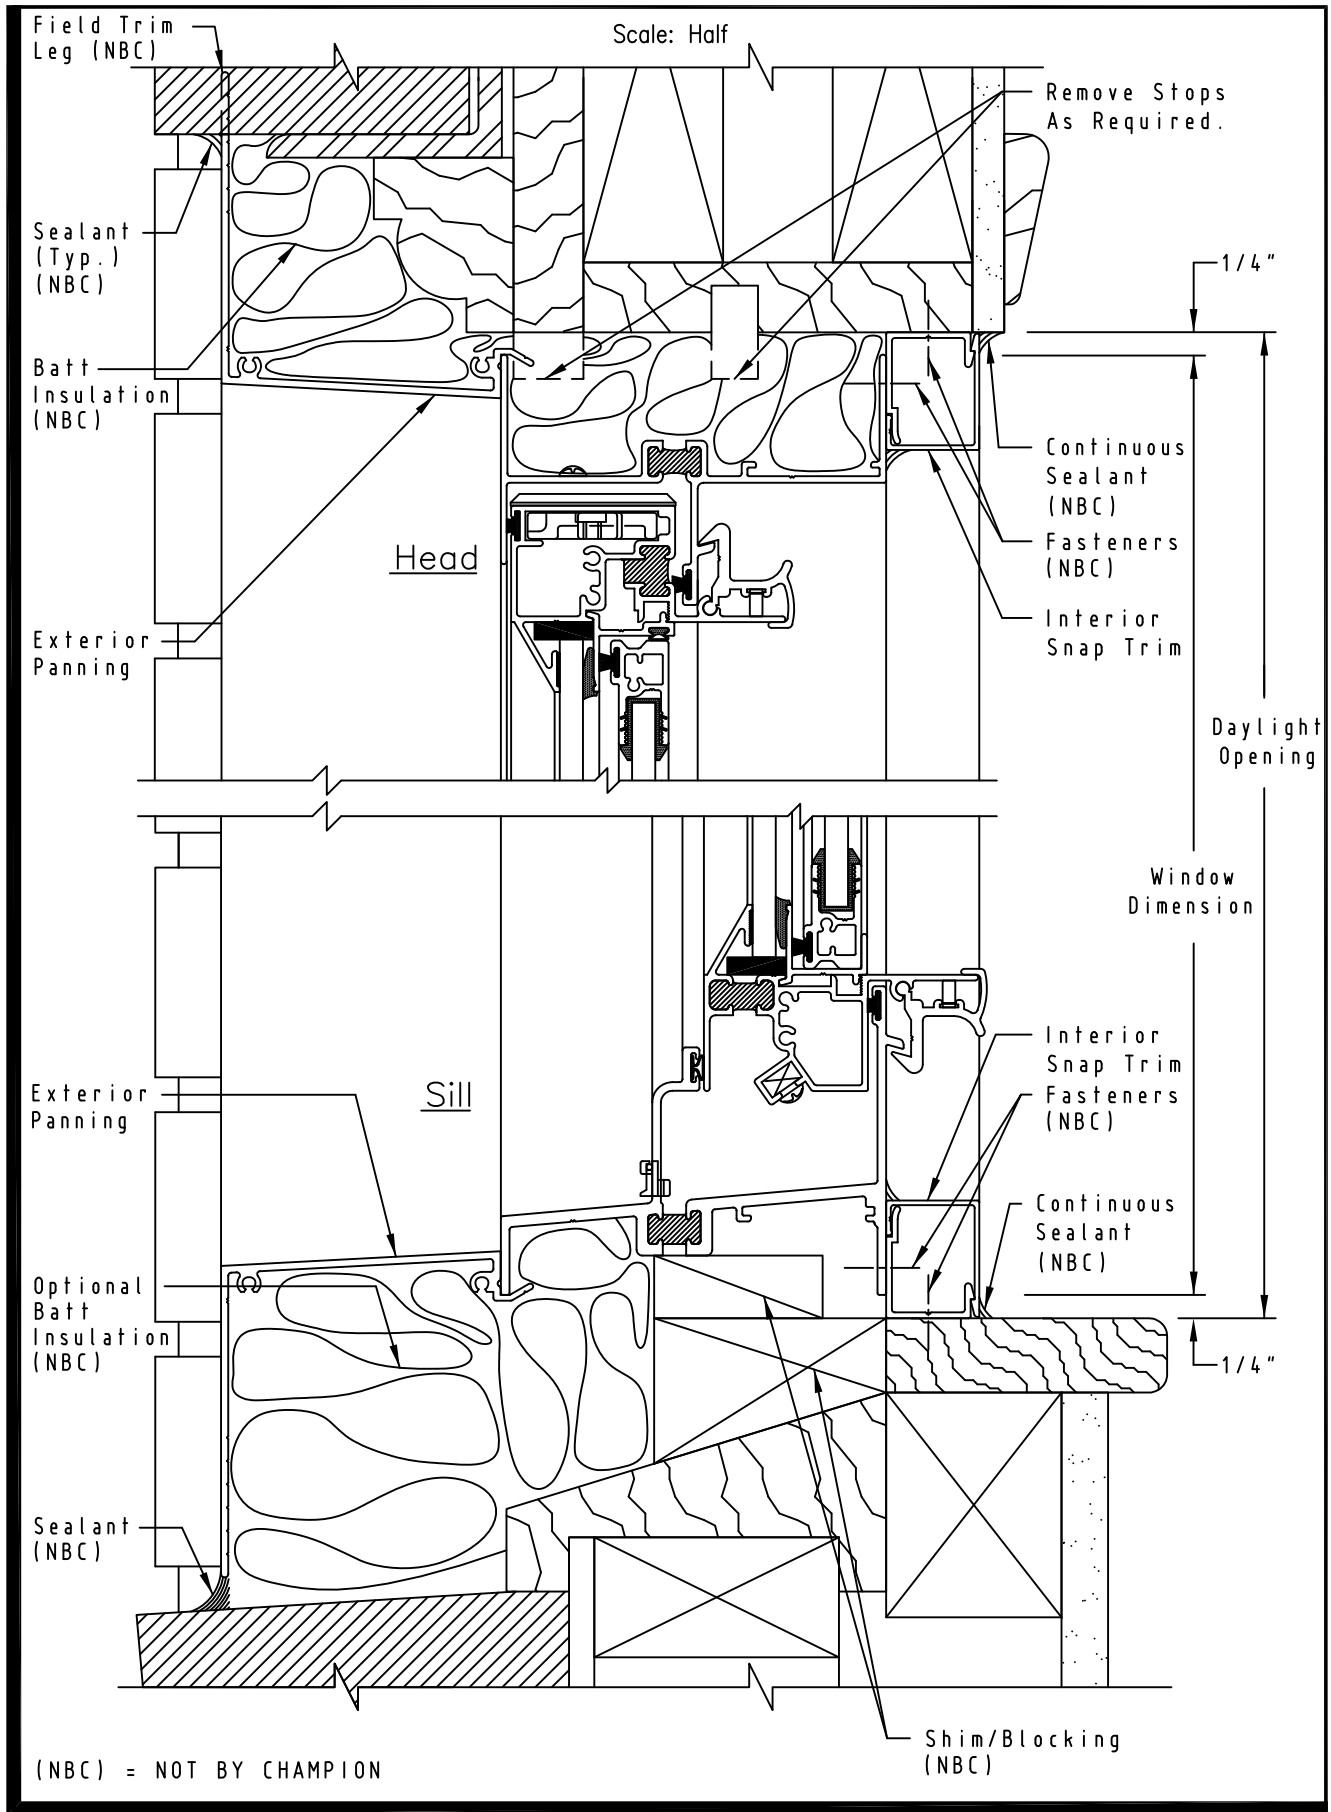 Field Trim
Leg (NBC)
Scale: Half
Remove Stops
As Required.
Sealant
(Typ.)
(NBC)
1/4"
Batt
Insulation
(NBC)
Continuous
Sealant
(NBC)
Fasteners
(NBC)
Head
Interior
Snap Trim
Exterior
Panning
Daylight
Opening
Window
Dimension
Interior
Snap Trim
Fasteners
(NBC)
Exterior
Panning
Sill
Continuous
Sealant
(NBC)
Optional
Batt
Insulation
(NBC)
1/4"
Sealant
(NBC)
Shim/Blocking
(NBC)
(NBC) = NOT BY CHAMPION